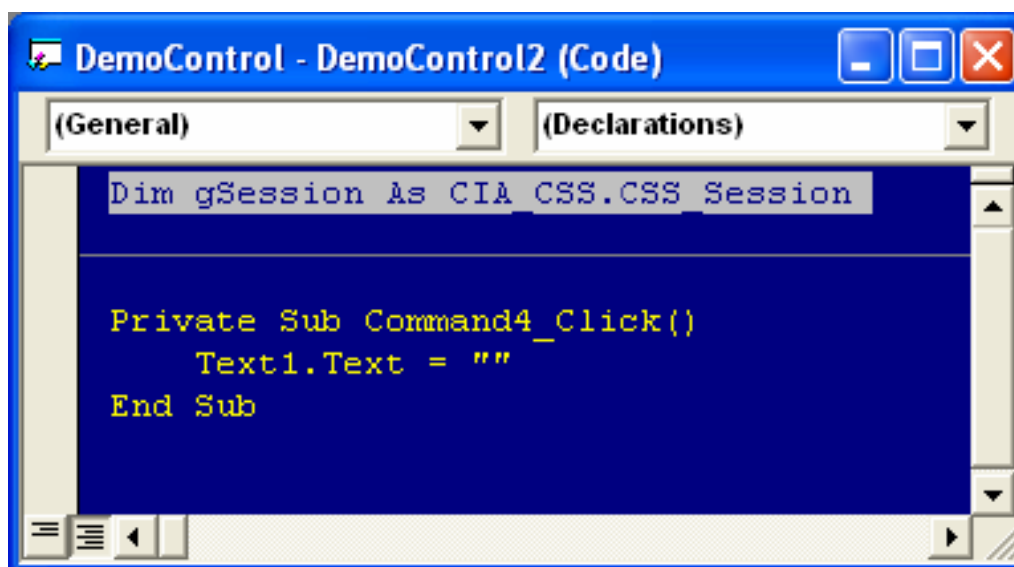 DemoControl - DemoControl2 (Code)
(General) (Declarations)
Dim gSession As CIA_CSS.CSS_Session
Private Sub Command4_Click()
Text1.Text = ""
End Sub